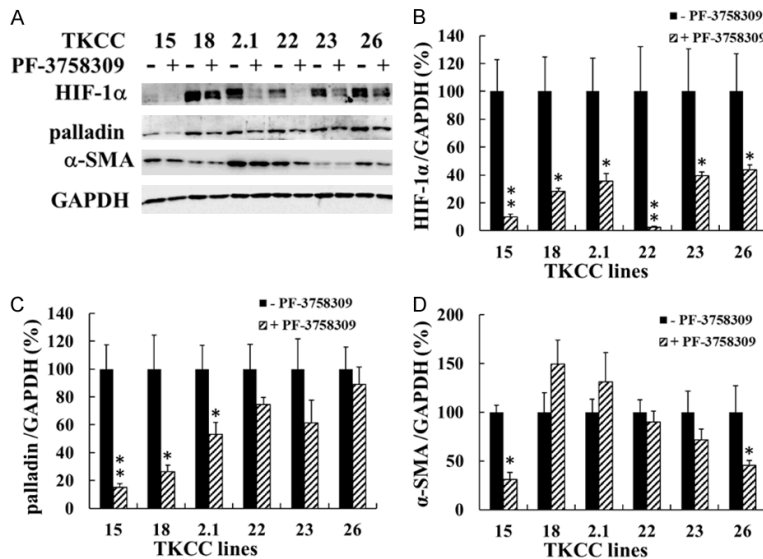 A
TKCC 15 18 2.1 22 23 26
PF-3758309 - + - + - + - + - + - +
HIF-1α
palladin
α-SMA
GAPDH
B
HIF-1α/GAPDH (%)
140
120
100
80
60
40
20
0
- PF-3758309
+ PF-3758309
** * * ** * *
15 18 2.1 22 23 26
TKCC lines
C
palladin/GAPDH (%)
140
120
100
80
60
40
20
0
- PF-3758309
+ PF-3758309
** * *
15 18 2.1 22 23 26
TKCC lines
D
α-SMA/GAPDH (%)
200
150
100
50
0
- PF-3758309
+ PF-3758309
* *
15 18 2.1 22 23 26
TKCC lines